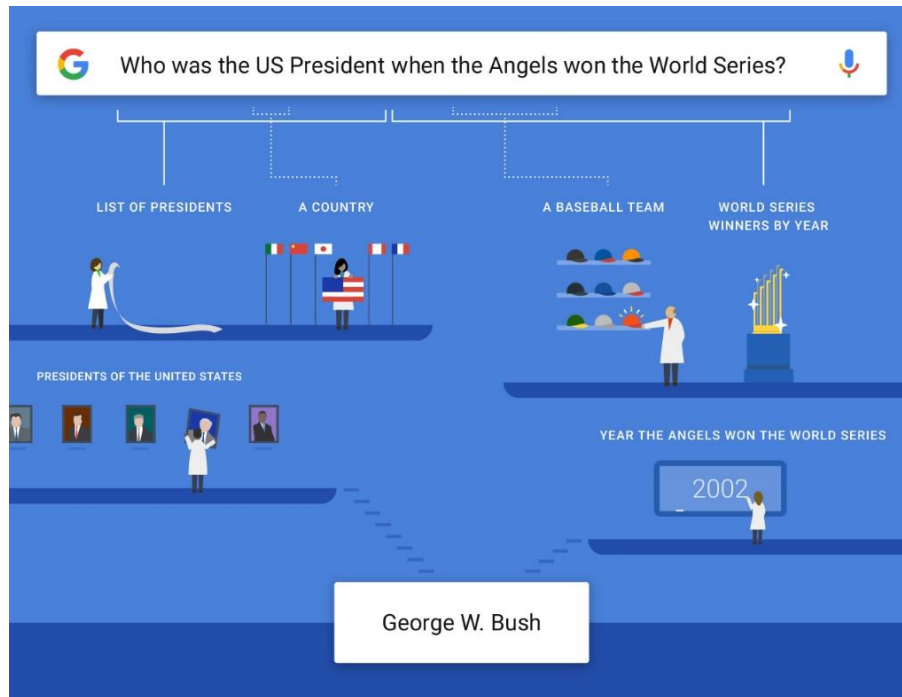 Who was the US President when the Angels won the World Series?
LIST OF PRESIDENTS
A COUNTRY
A BASEBALL TEAM
WORLD SERIES
WINNERS BY YEAR
PRESIDENTS OF THE UNITED STATES
YEAR THE ANGELS WON THE WORLD SERIES
2002
George W. Bush